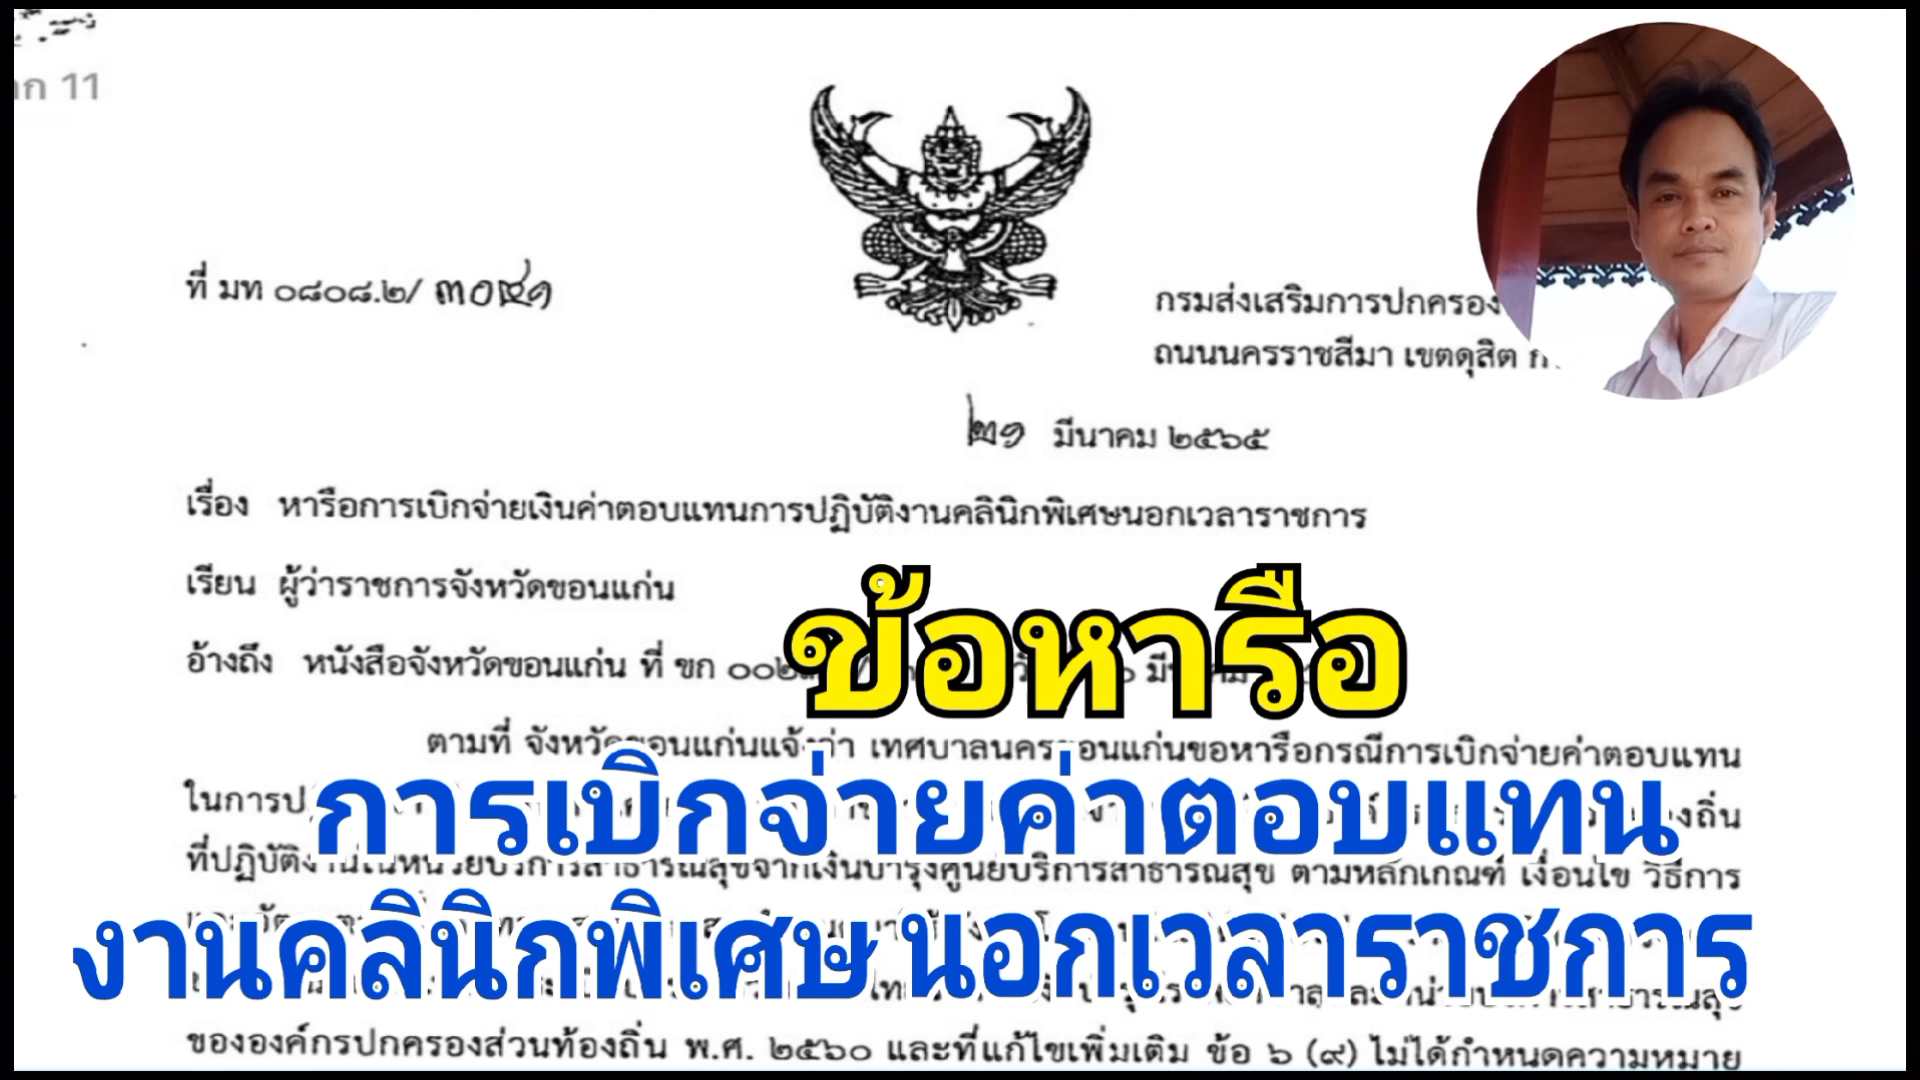 าก 11
ที่ มท ๐๘๐๘.๒/ ๓๐๔๑
กรมส่งเสริมการปกครอง
ถนนนครราชสีมา เขตดุสิต
๒๑ มีนาคม ๒๕๖๕
เรื่อง หารือการเบิกจ่ายเงินค่าตอบแทนการปฏิบัติงานคลินิกพิเศษนอกเวลาราชการ
เรียน ผู้ว่าราชการจังหวัดขอนแก่น
อ้างถึง หนังสือจังหวัดขอนแก่น ที่ ขก
ข้อหารือ
ตามที่ จังหวัดขอนแก่นแจ้งว่า เทศบาลนครขอนแก่นขอหารือกรณีการเบิกจ่ายค่าตอบแทน
การเบิกจ่ายค่าตอบแทน
ที่ปฏิบัติงานในหน่วยบริการสาธารณสุขจากเงินบำรุงศูนย์บริการสาธารณสุข ตามหลักเกณฑ์ เงื่อนไข วิธีการ
งานคลินิกพิเศษ นอกเวลาราชการ
ขององค์กรปกครองส่วนท้องถิ่น พ.ศ. ๒๕๖๐ และที่แก้ไขเพิ่มเติม ข้อ ๖ (๙) ไม่ได้กำหนดความหมาย